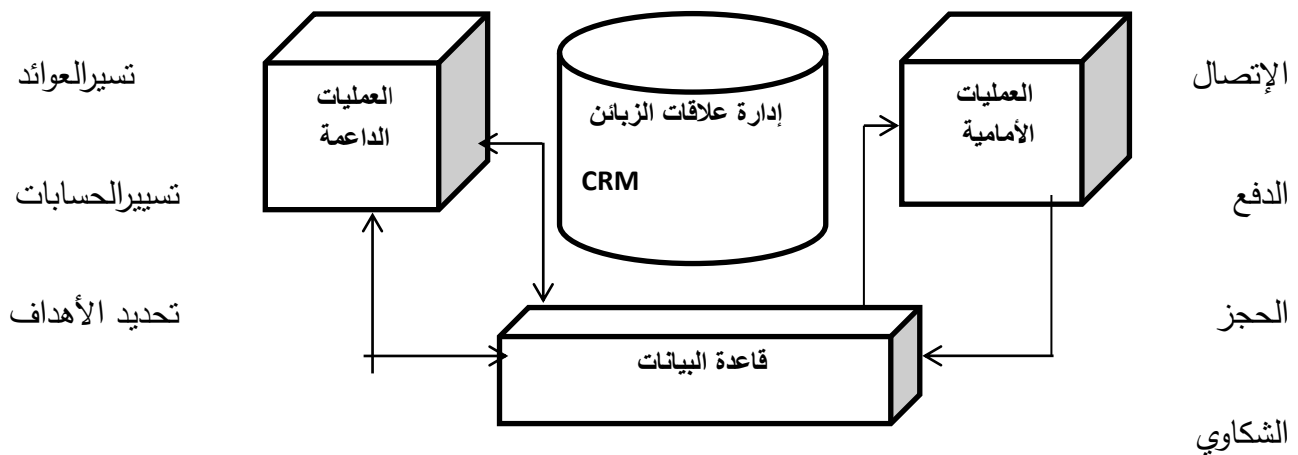 الإتصال
الدفع
الحجز
الشكاوي
العمليات
الأمامية
إدارة علاقات الزبائن
CRM
العمليات
الداعمة
قاعدة البيانات
تسيرالعوائد
تسييرالحسابات
تحديد الأهداف